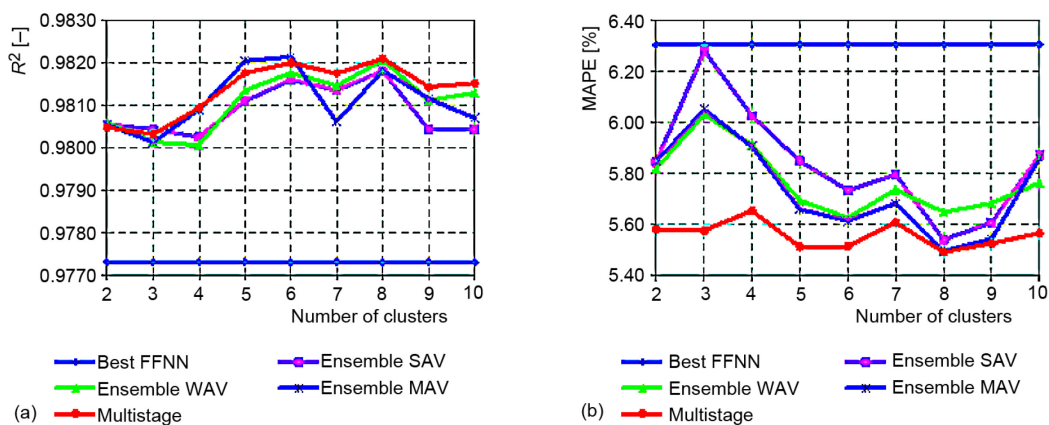 R² [–]
0.9830
0.9820
0.9810
0.9800
0.9790
0.9780
0.9770
2 3 4 5 6 7 8 9 10
Number of clusters
Best FFNN
Ensemble SAV
Ensemble WAV
Ensemble MAV
Multistage
(a)
MAPE [%]
6.40
6.20
6.00
5.80
5.60
5.40
2 3 4 5 6 7 8 9 10
Number of clusters
Best FFNN
Ensemble SAV
Ensemble WAV
Ensemble MAV
Multistage
(b)